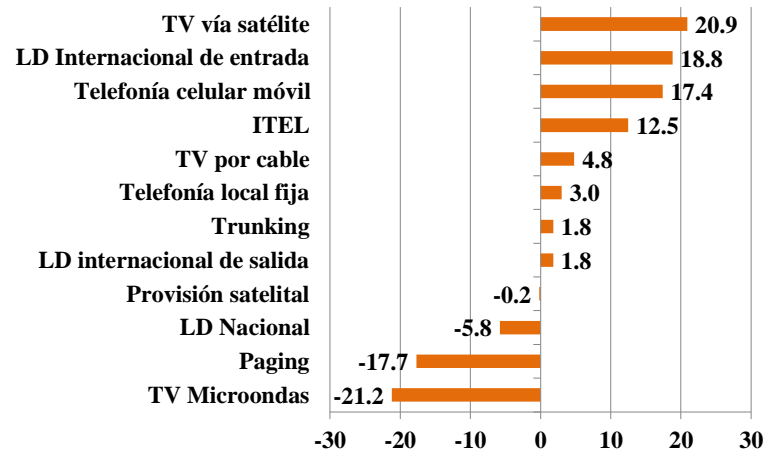 TV vía satélite 20.9
LD Internacional de entrada 18.8
Telefonía celular móvil 17.4
ITEL 12.5
TV por cable 4.8
Telefonía local fija 3.0
Trunking 1.8
LD internacional de salida 1.8
Provisión satelital -0.2
LD Nacional -5.8
Paging -17.7
TV Microondas -21.2
-30 -20 -10 0 10 20 30